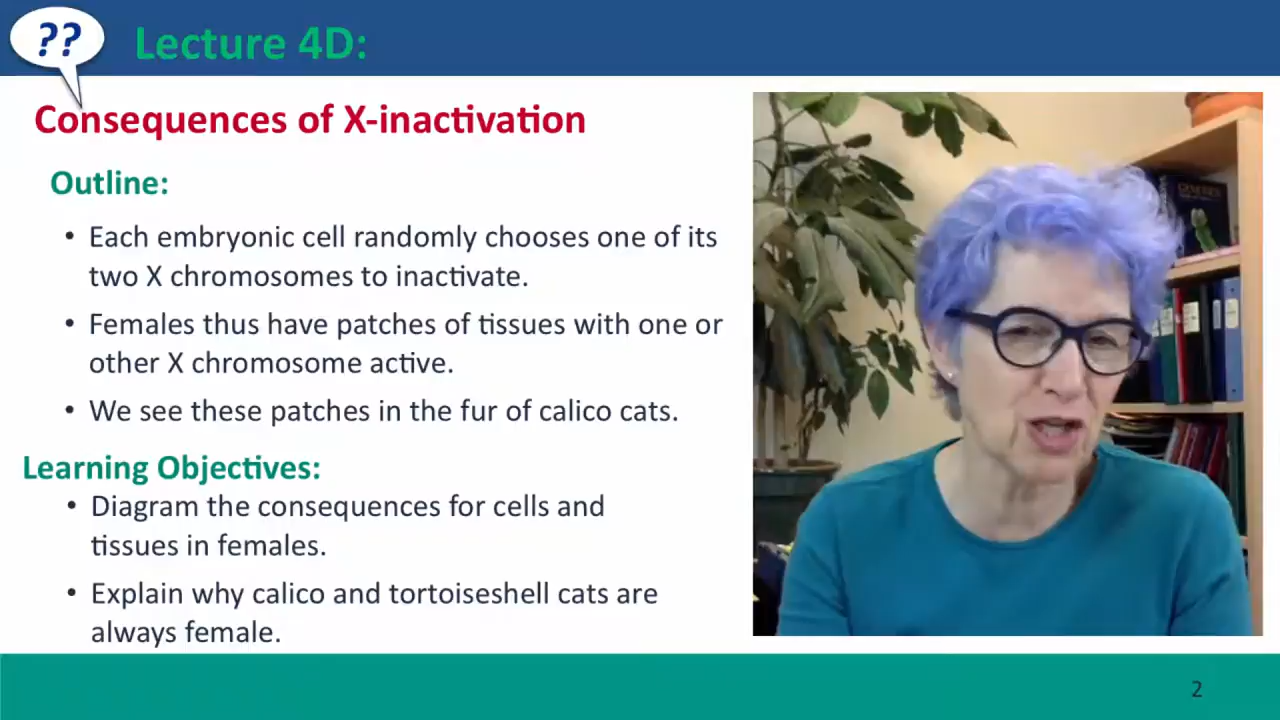 ??
Lecture 4D:
Consequences of X-inactivation
Outline:
• Each embryonic cell randomly chooses one of its
two X chromosomes to inactivate.
• Females thus have patches of tissues with one or
other X chromosome active.
• We see these patches in the fur of calico cats.
Learning Objectives:
• Diagram the consequences for cells and
tissues in females.
• Explain why calico and tortoiseshell cats are
always female.
GENETICS
2